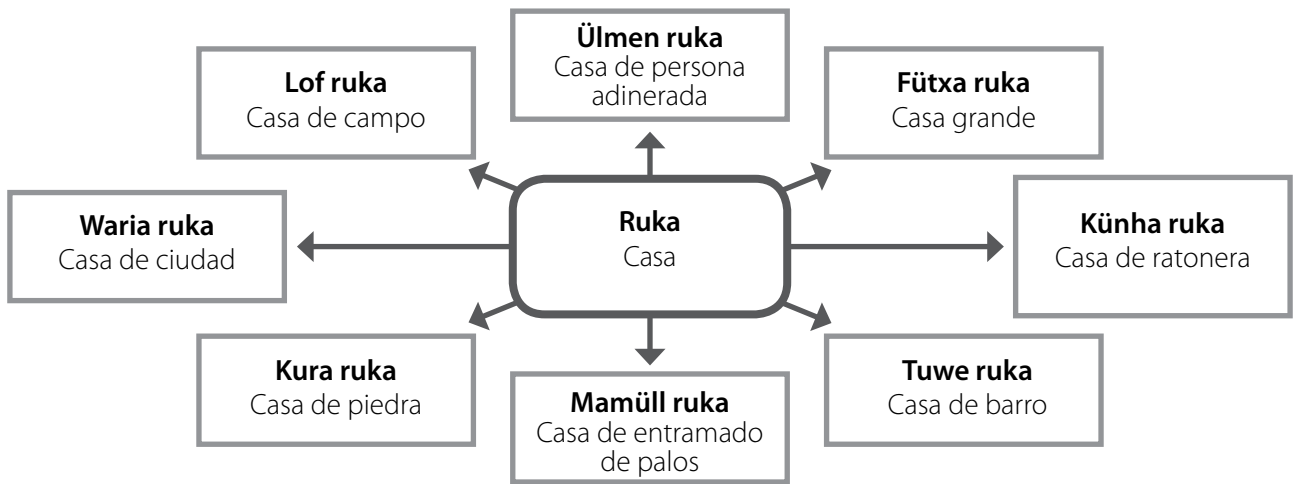 Ülmen ruka
Casa de persona
adinerada
Lof ruka
Casa de campo
Fütxa ruka
Casa grande
Waria ruka
Casa de ciudad
Ruka
Casa
Künha ruka
Casa de ratonera
Kura ruka
Casa de piedra
Mamüll ruka
Casa de entramado
de palos
Tuwe ruka
Casa de barro